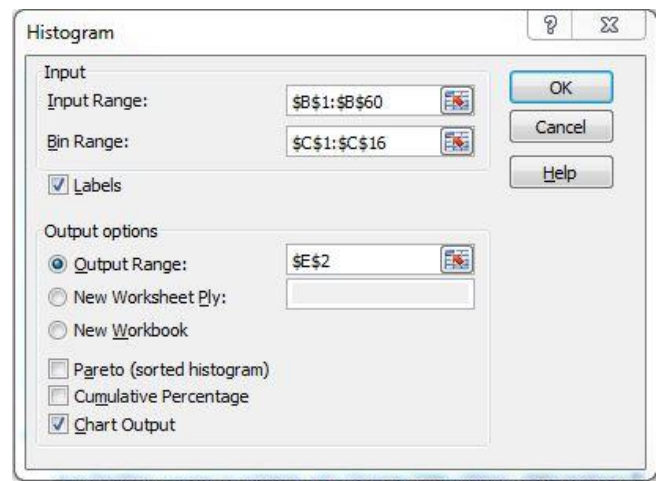 Histogram
Input
Input Range:
$B$1:$B$60
Bin Range:
$C$1:$C$16
Labels
Output options
Output Range:
$E$2
New Worksheet Ply:
New Workbook
Pareto (sorted histogram)
Cumulative Percentage
Chart Output
?
OK
Cancel
Help